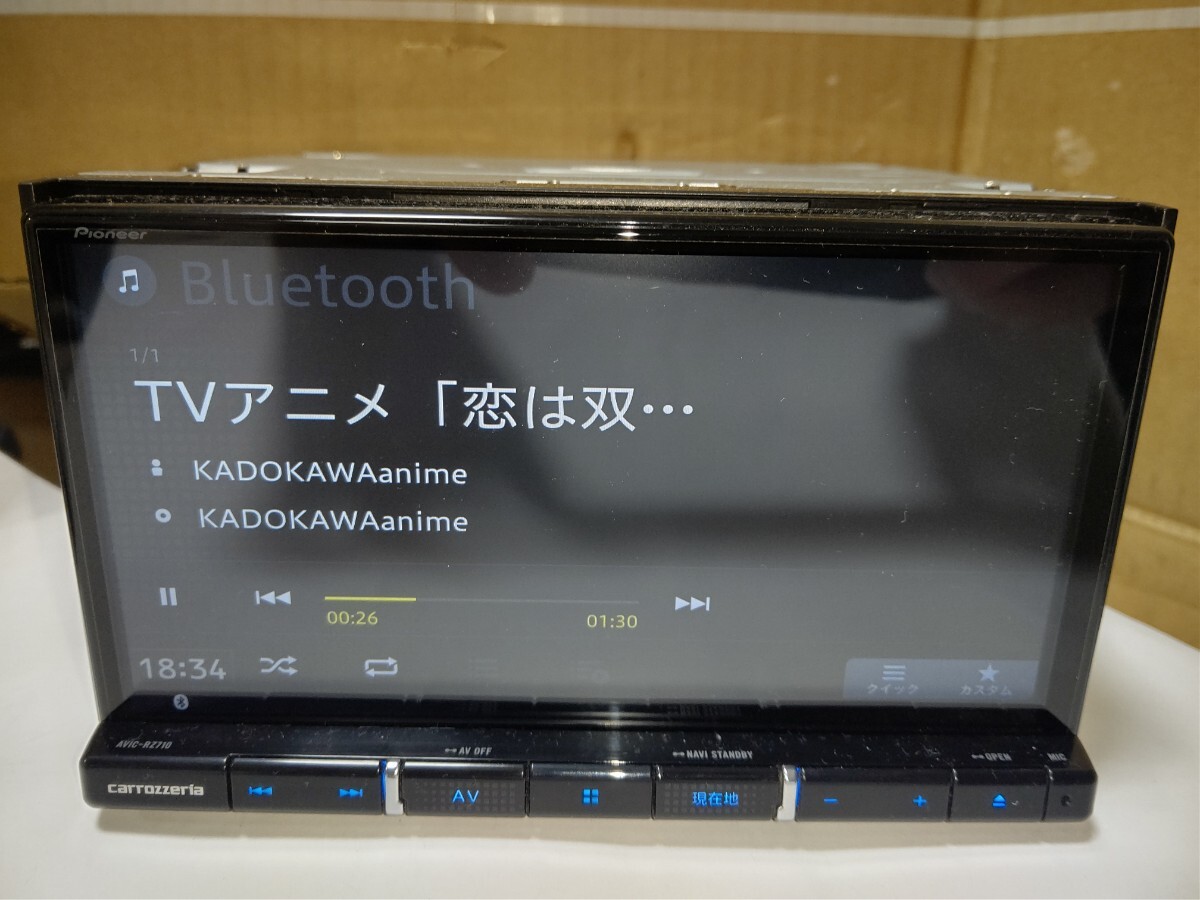 Pioneer
Bluetooth
1/1
TVアニメ「恋は双…
KADOKAWAanime
KADOKAWAanime
00:26 01:30
18:34
クイック カスタム
AVIC-RZ710 AV OFF NAVI STANDBY OPEN MIC
carrozzeria AV 現在地 － ＋